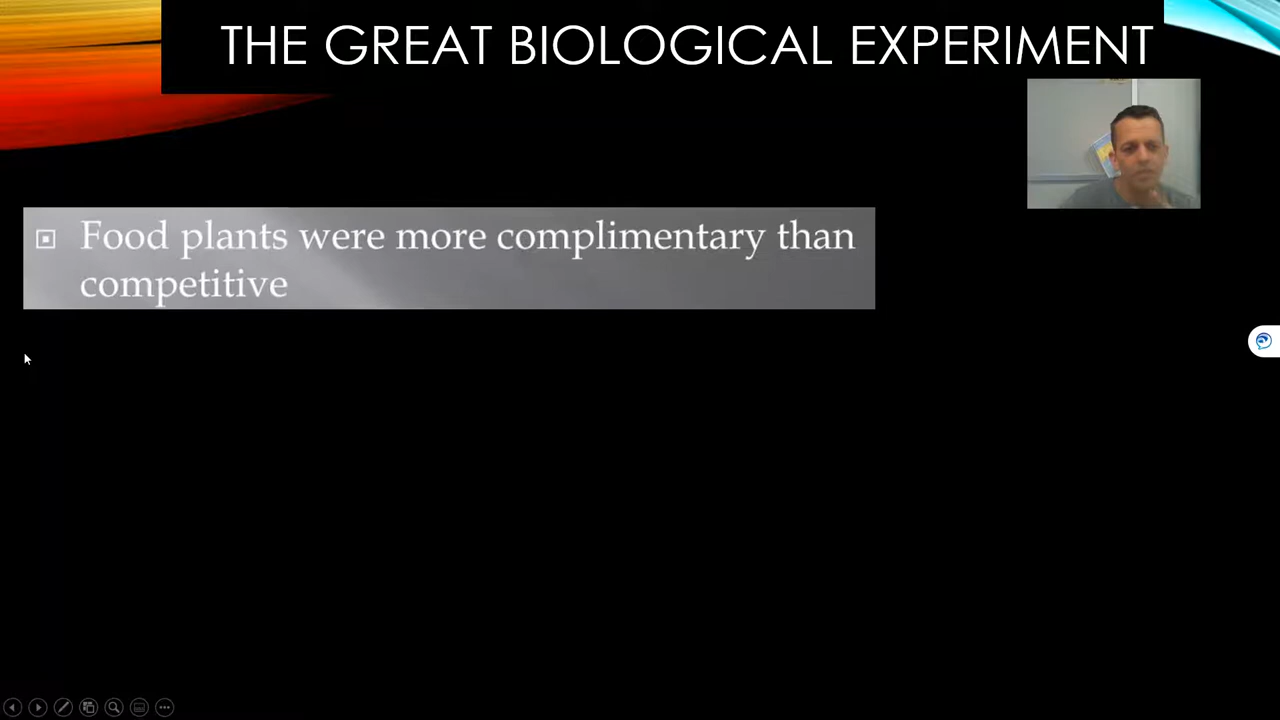 THE GREAT BIOLOGICAL EXPERIMENT
Food plants were more complimentary than
competitive